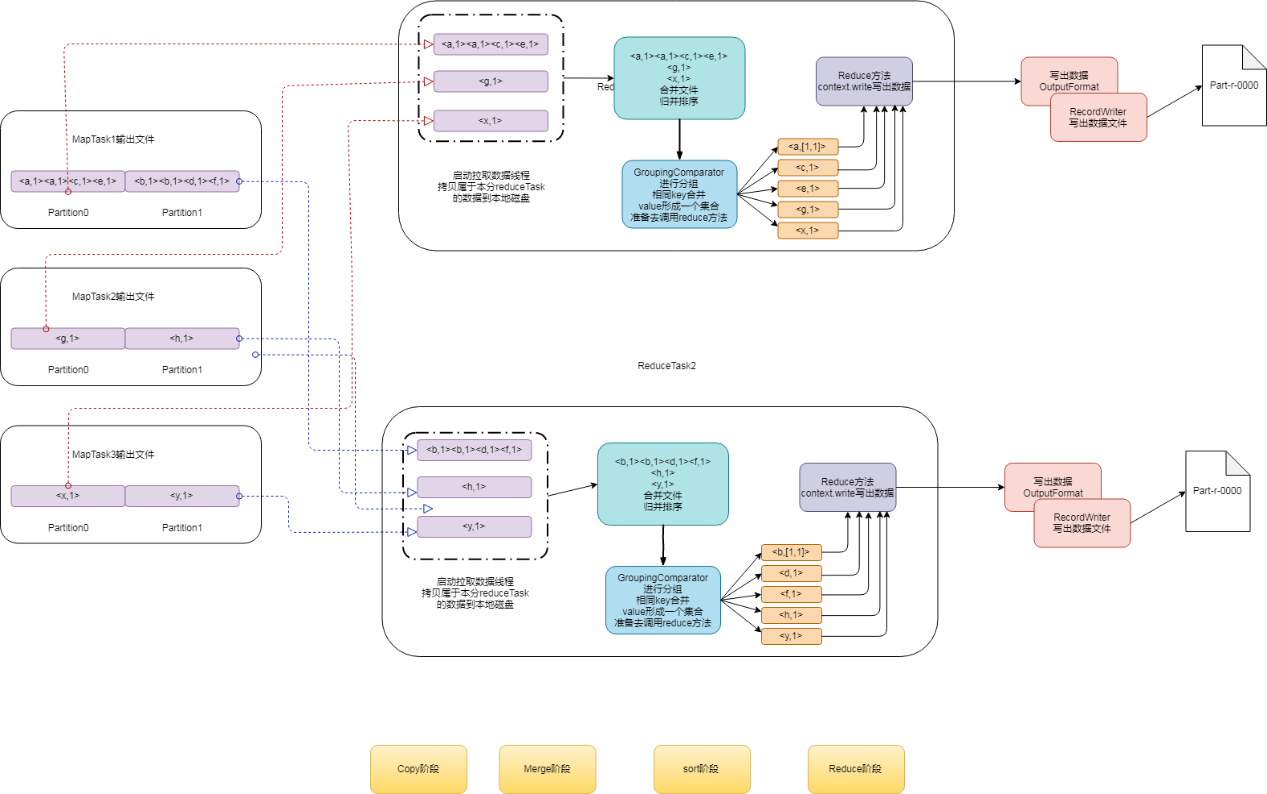 MapTask1输出文件
<a,1><a,1><c,1><e,1>
<b,1><b,1><d,1><f,1>
Partition0
Partition1
MapTask2输出文件
<g,1>
<h,1>
Partition0
Partition1
MapTask3输出文件
<x,1>
<y,1>
Partition0
Partition1
<a,1><a,1><c,1><e,1>
<g,1>
<x,1>
启动拉取数据线程
拷贝属于本分reduceTask
的数据到本地磁盘
Red
<a,1><a,1><c,1><e,1>
<g,1>
<x,1>
合并文件
归并排序
GroupingComparator
进行分组
相同key合并
value形成一个集合
准备去调用reduce方法
<a,[1,1]>
<c,1>
<e,1>
<g,1>
<x,1>
Reduce方法
context.write写出数据
写出数据
OutputFormat
RecordWriter
写出数据文件
Part-r-0000
ReduceTask2
<b,1><b,1><d,1><f,1>
<h,1>
<y,1>
启动拉取数据线程
拷贝属于本分reduceTask
的数据到本地磁盘
<b,1><b,1><d,1><f,1>
<h,1>
<y,1>
合并文件
归并排序
GroupingComparator
进行分组
相同key合并
value形成一个集合
准备去调用reduce方法
<b,[1,1]>
<d,1>
<f,1>
<h,1>
<y,1>
Reduce方法
context.write写出数据
写出数据
OutputFormat
RecordWriter
写出数据文件
Part-r-0000
Copy阶段
Merge阶段
sort阶段
Reduce阶段